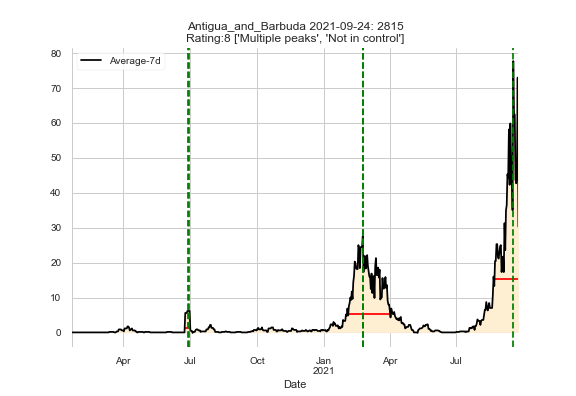 Antigua_and_Barbuda 2021-09-24: 2815
Rating:8 ['Multiple peaks', 'Not in control']
Average-7d
80
70
60
50
40
30
20
10
0
Apr Jul Oct Jan Apr Jul
2021
Date